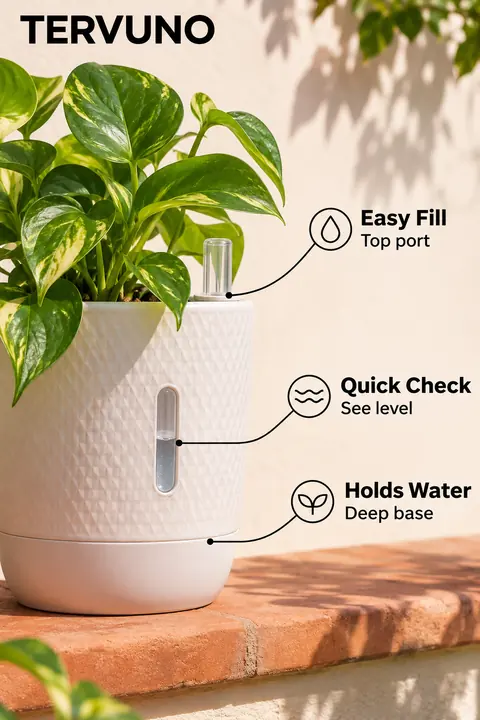 TERVUNO
Easy Fill
Top port
Quick Check
See level
Holds Water
Deep base